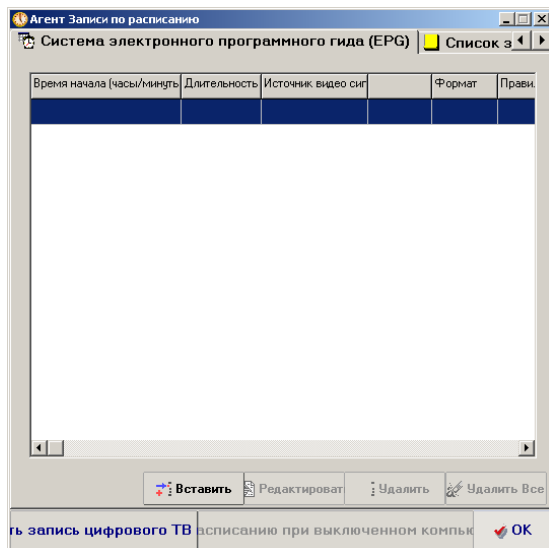 Агент Записи по расписанию
Система электронного программного гида (EPG) Список з
Время начала (часы/минуть Длительность Источник видео сиг Формат Прави.
Вставить Редактироват Удалить Удалить Все
ть запись цифрового ТВ асписанию при выключенном компьк OK